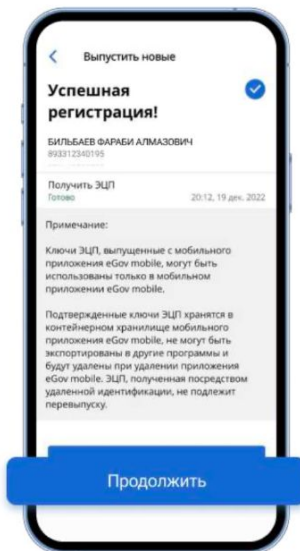 Выпустить новые
Успешная
регистрация!
БИЛЬБАЕВ ФАРАБИ АЛМАЗОВИЧ
893312340195
Получить ЭЦП
Готово
20:12, 19 дек. 2022
Примечание:
Ключи ЭЦП, выпущенные с мобильного
приложения eGov mobile, могут быть
использованы только в мобильном
приложении eGov mobile.
Подтвержденные ключи ЭЦП хранятся в
контейнерном хранилище мобильного
приложения eGov mobile, не могут быть
экспортированы в другие программы и
будут удалены при удалении приложения
eGov mobile. ЭЦП, полученная посредством
удаленной идентификации, не подлежит
перевыпуску.
Продолжить